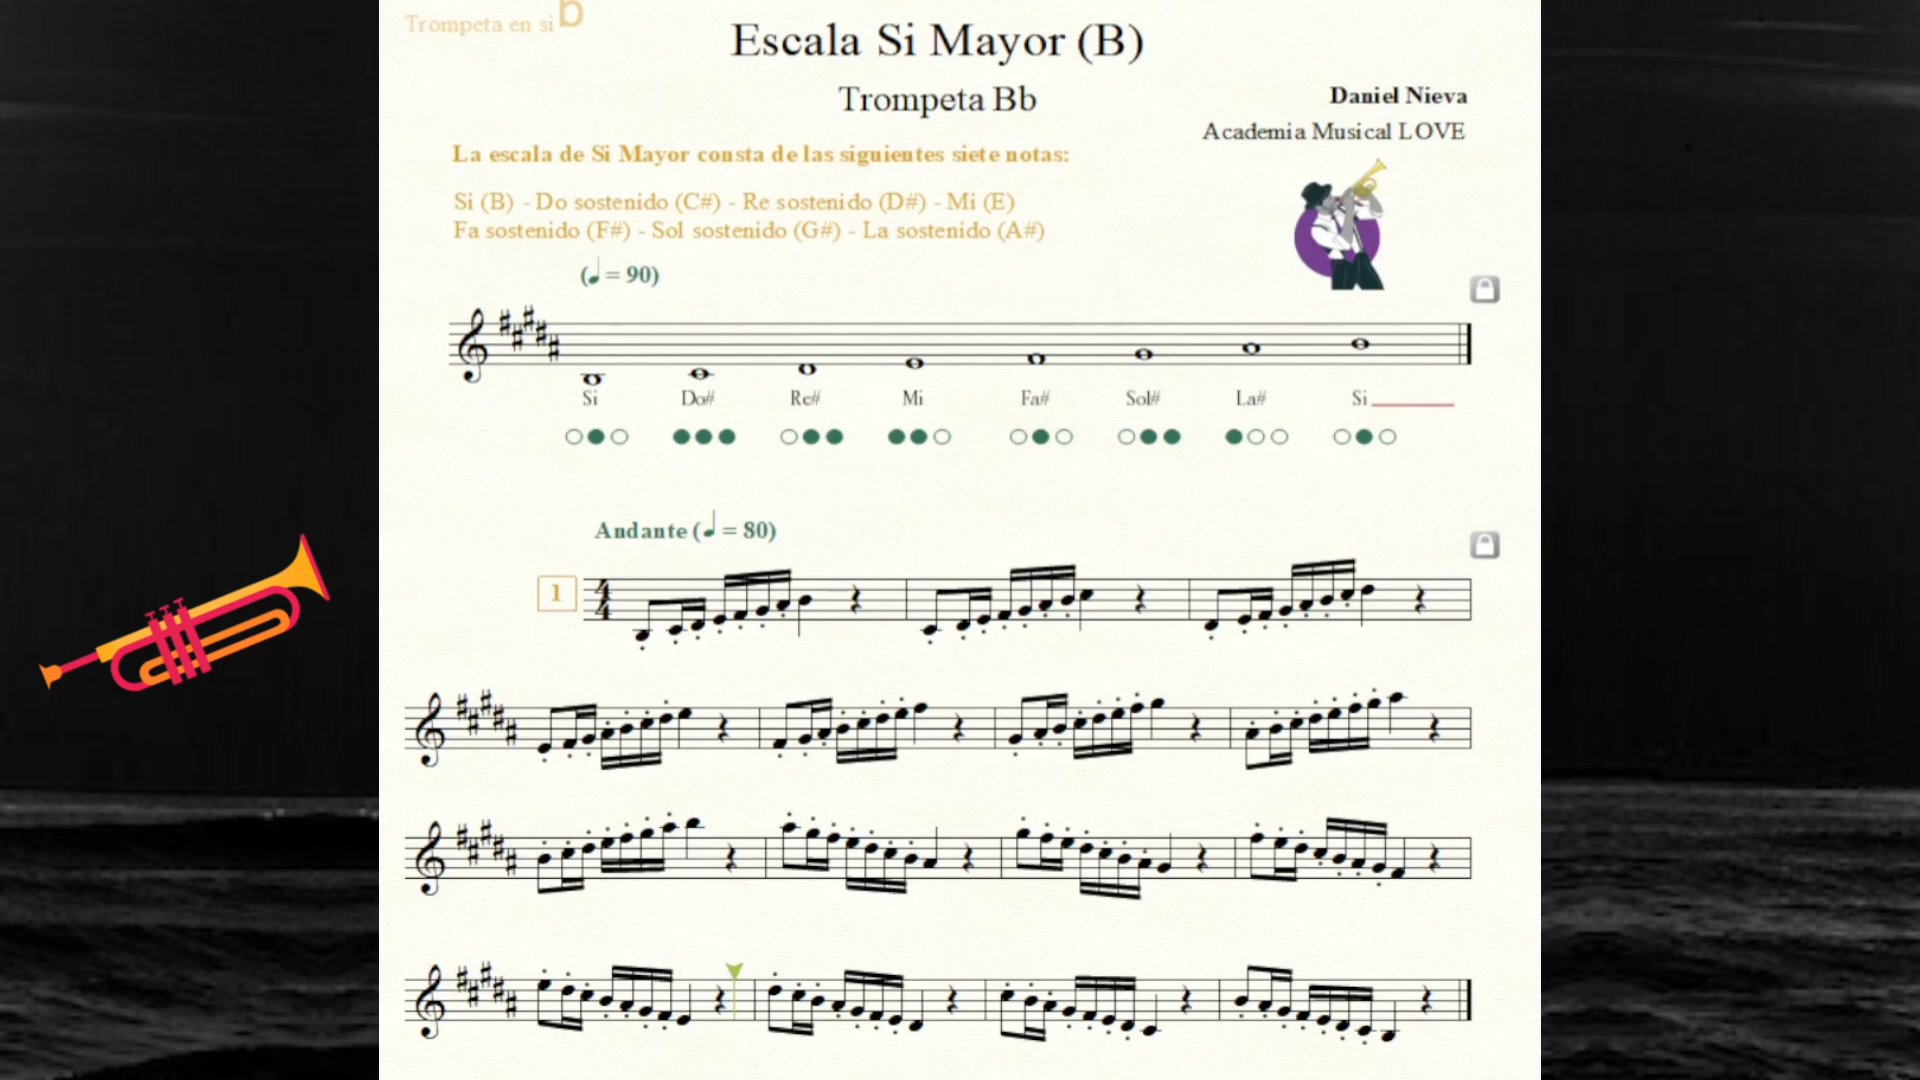 Trompeta en si b
Escala Si Mayor (B)
Trompeta Bb
Daniel Nieva
Academia Musical LOVE
La escala de Si Mayor consta de las siguientes siete notas:
Si (B) - Do sostenido (C#) - Re sostenido (D#) - Mi (E)
Fa sostenido (F#) - Sol sostenido (G#) - La sostenido (A#)
(♩ = 90)
Si Do# Re# Mi Fa# Sol# La# Si
Andante (♩ = 80)
1
4
4